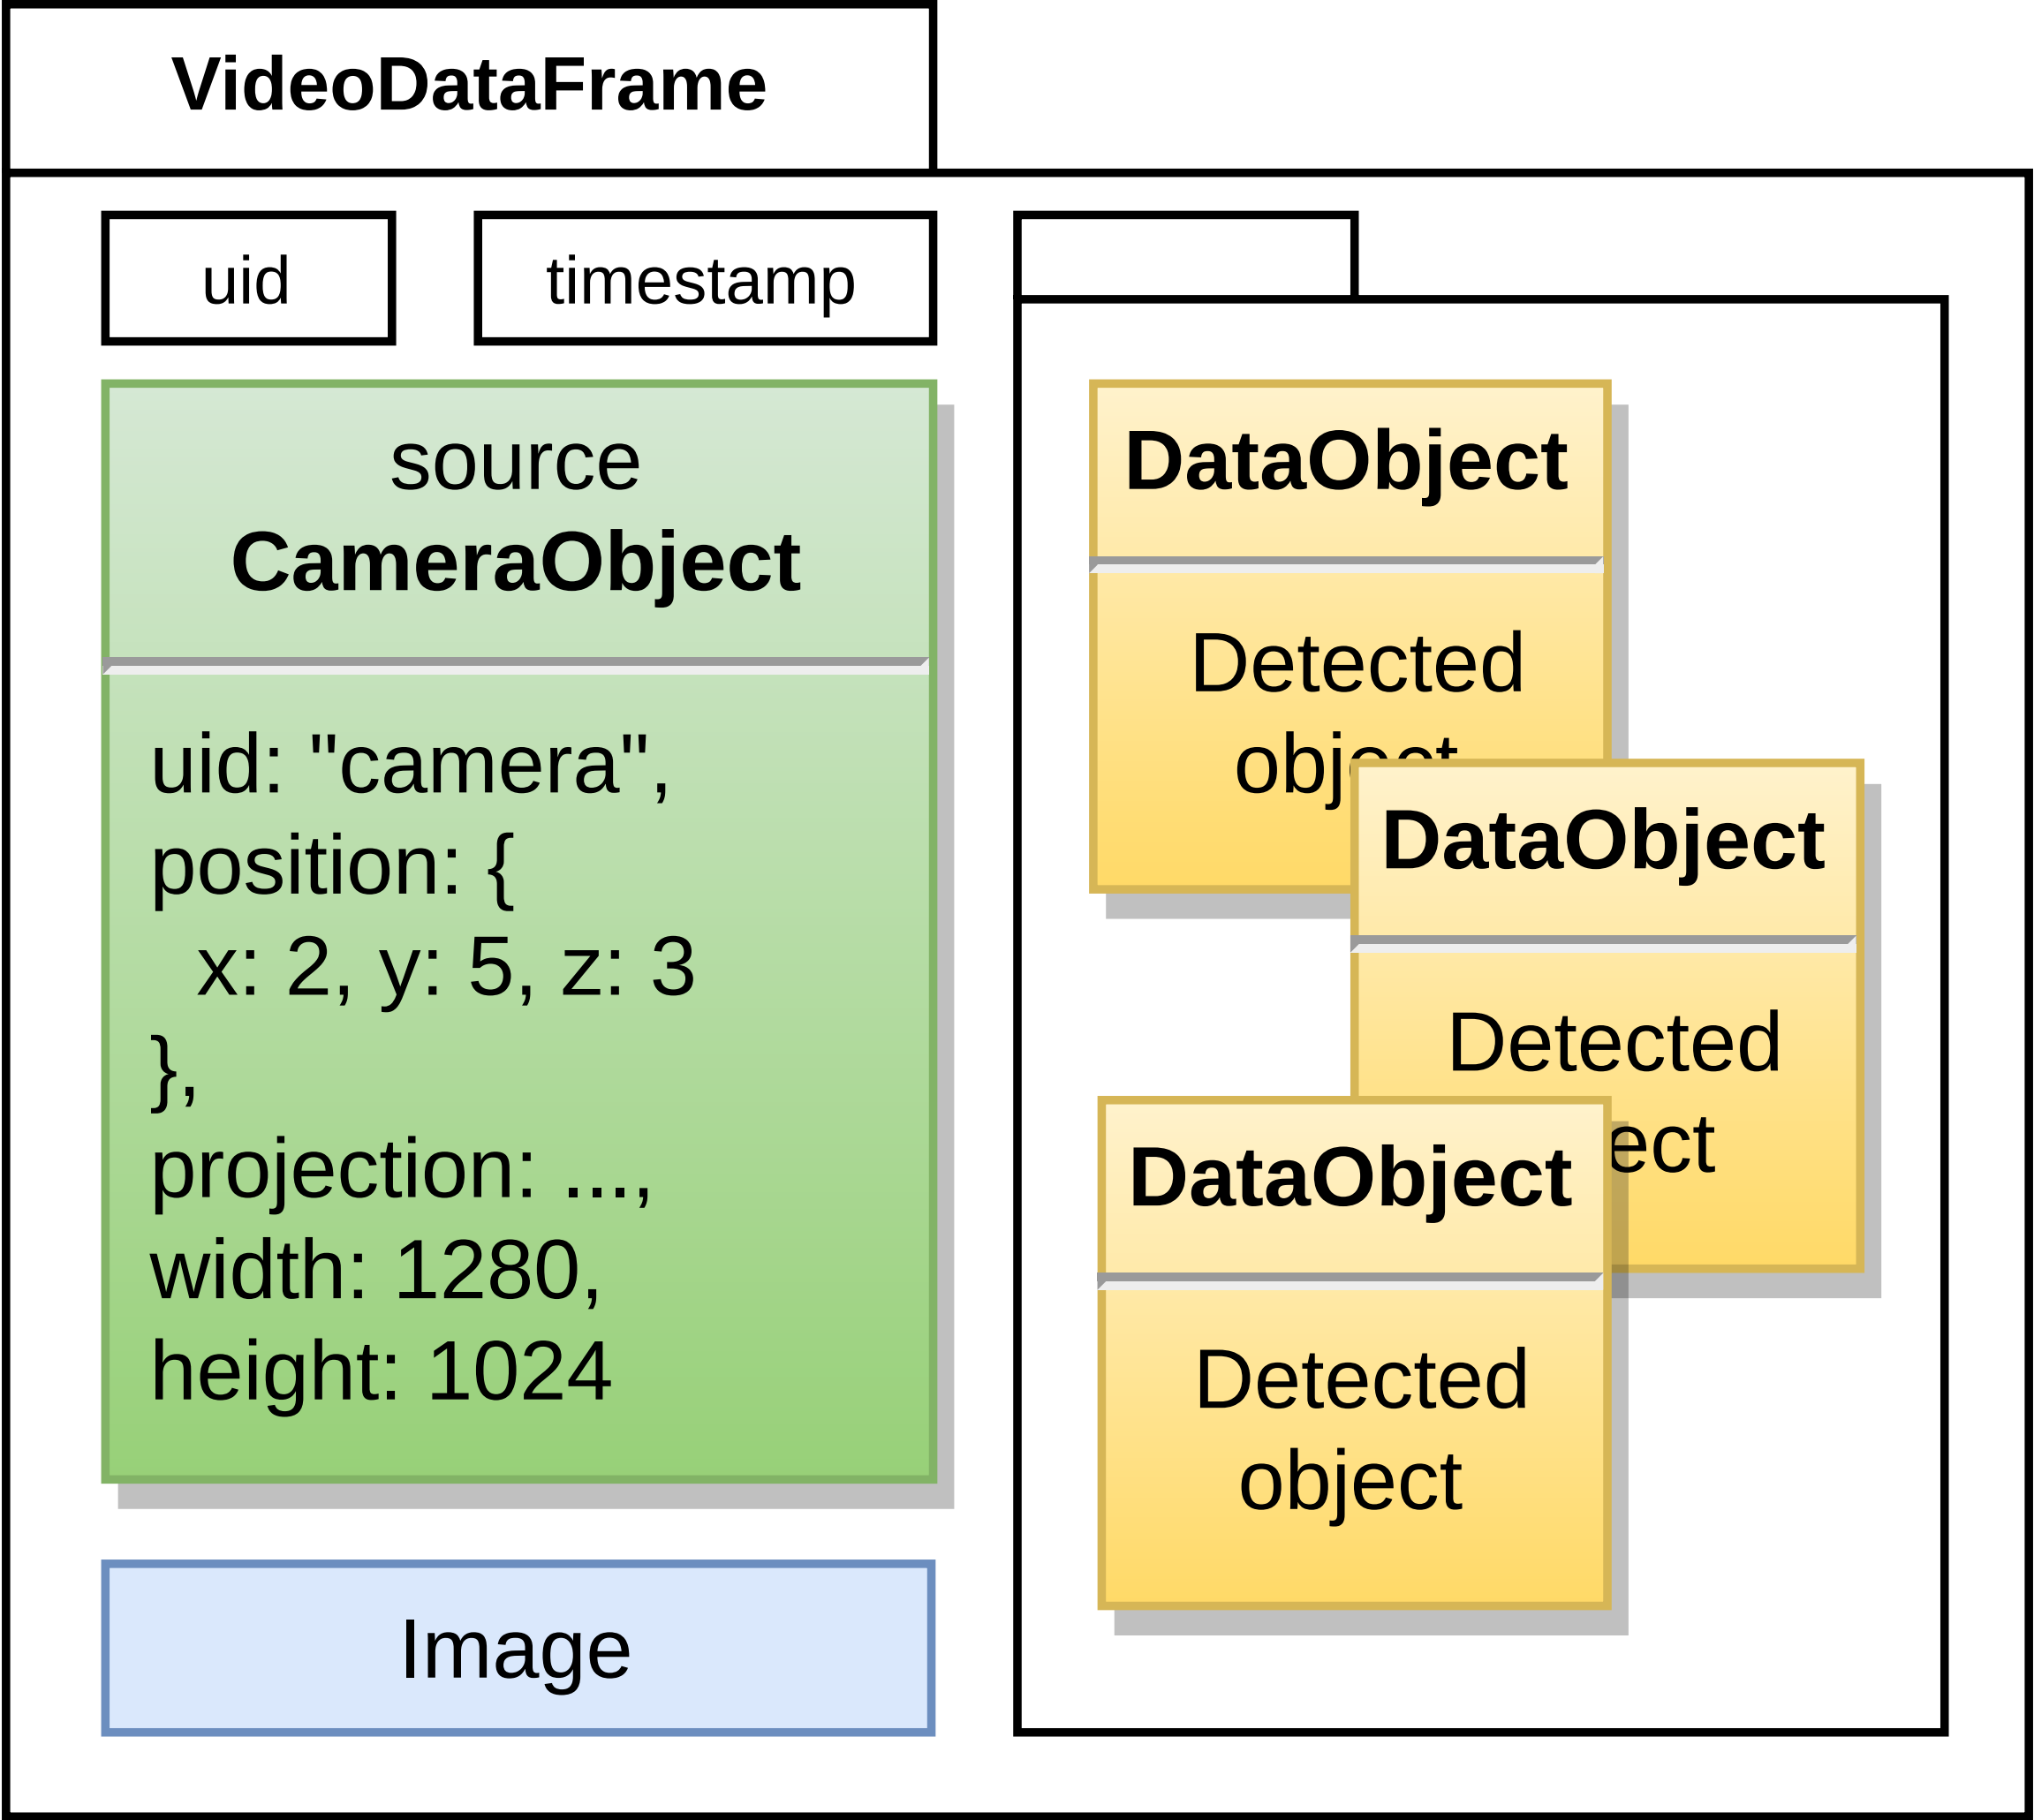 VideoDataFrame
uid
timestamp
source
CameraObject
uid: "camera",
position: {
x: 2, y: 5, z: 3
},
projection: ...,
width: 1280,
height: 1024
Image
DataObject
Detected
object
DataObject
Detected
DataObject
Detected
object